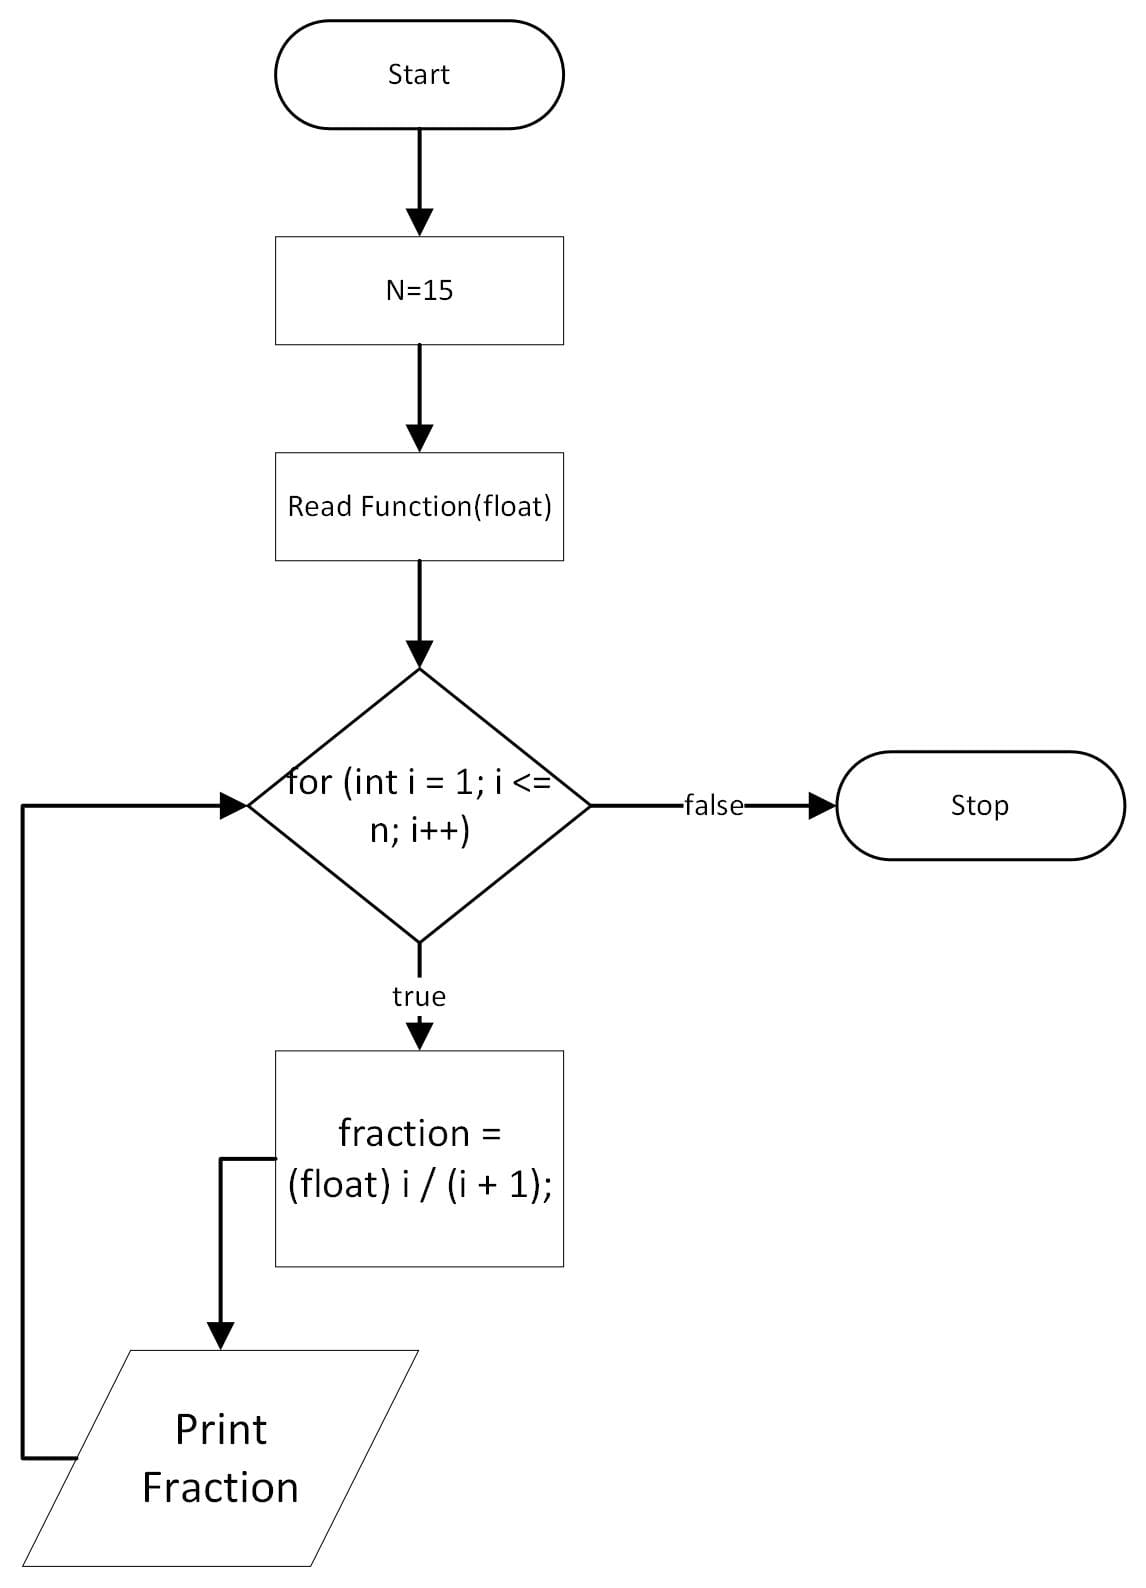 Start
N=15
Read Function(float)
for (int i = 1; i <=
n; i++)
false
Stop
true
fraction =
(float) i / (i + 1);
Print
Fraction